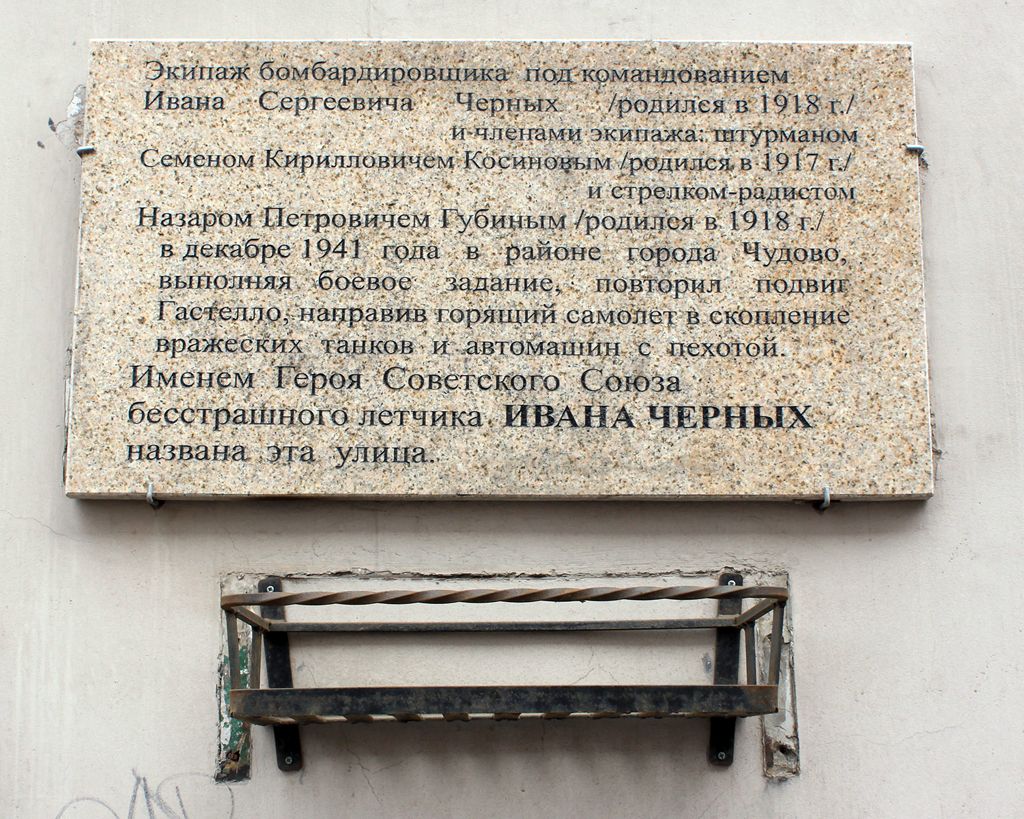 Экипаж бомбардировщика под командованием
Ивана Сергеевича Черных /родился в 1918 г./
и членами экипажа: штурманом
Семеном Кирилловичем Косиновым /родился в 1917 г./
и стрелком-радистом
Назаром Петровичем Губиным /родился в 1918 г./
в декабре 1941 года в районе города Чудово,
выполняя боевое задание, повторил подвиг
Гастелло, направив горящий самолет в скопление
вражеских танков и автомашин с пехотой.
Именем Героя Советского Союза
бесстрашного летчика ИВАНА ЧЕРНЫХ
названа эта улица.